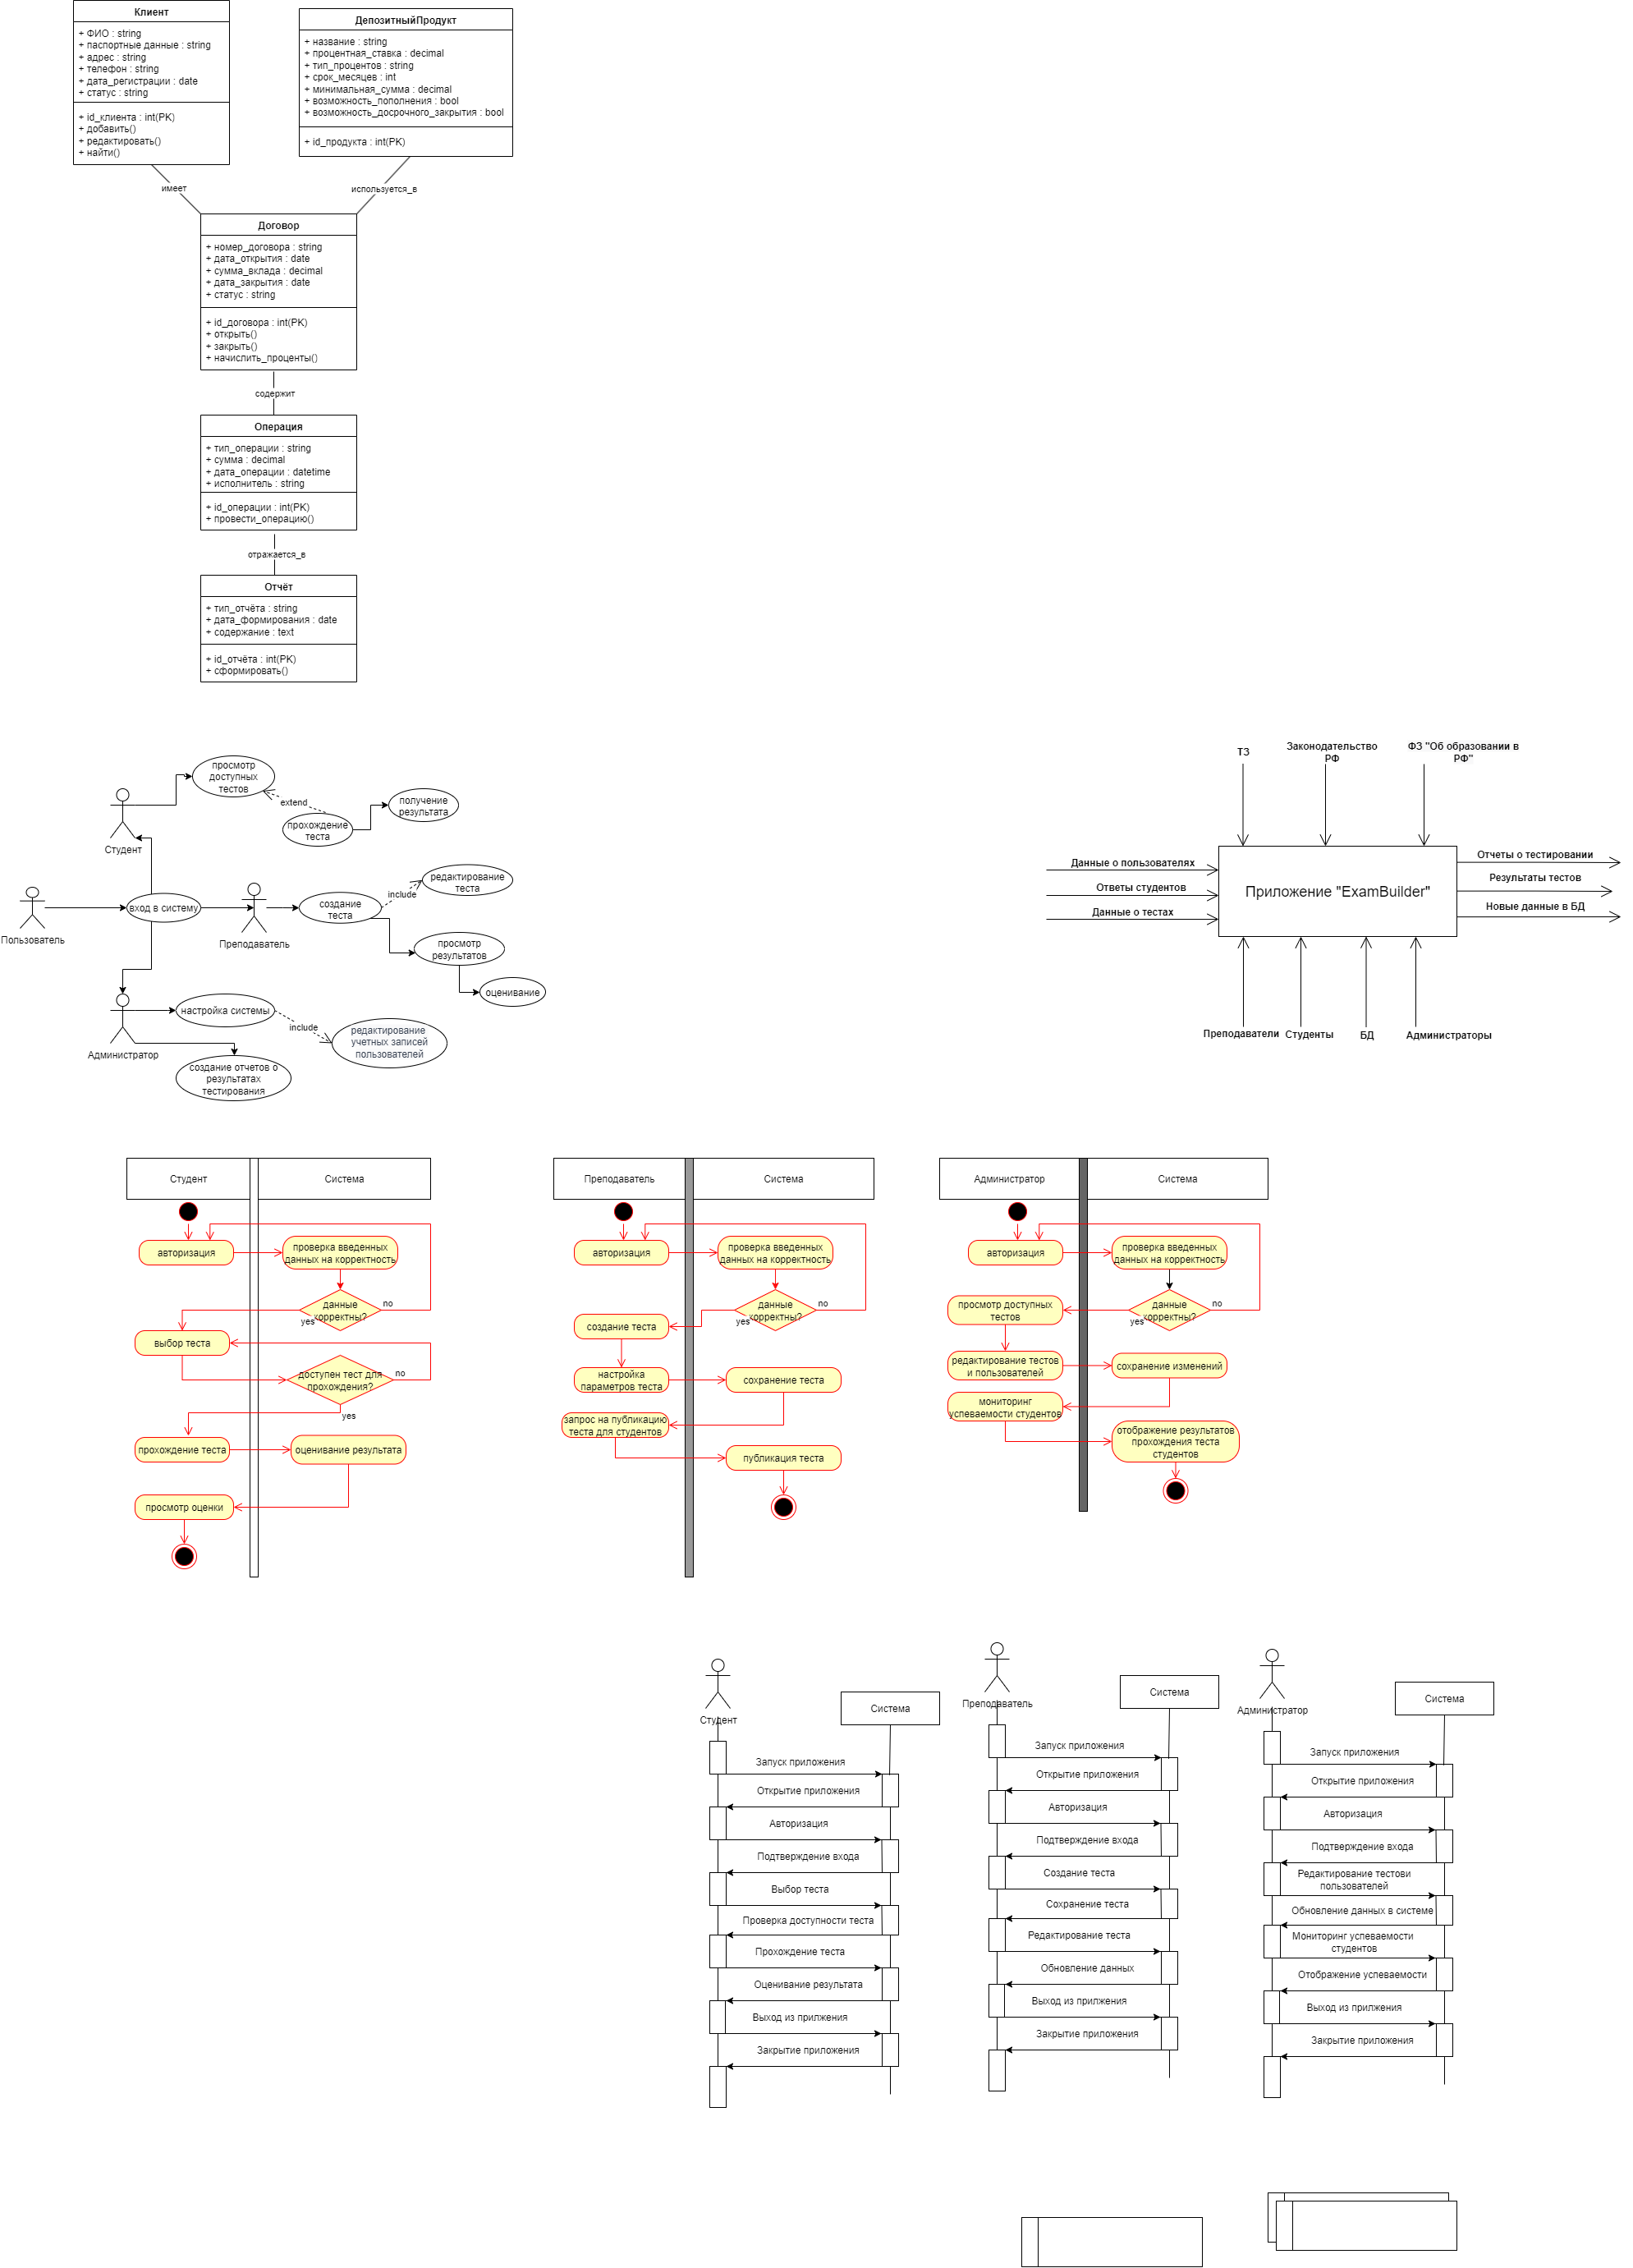 Клиент
+ ФИО : string
+ паспортные данные : string
+ адрес : string
+ телефон : string
+ дата_регистрации : date
+ статус : string
+ id_клиента : int(PK)
+ добавить()
+ редактировать()
+ найти()
ДепозитныйПродукт
+ название : string
+ процентная_ставка : decimal
+ тип_процентов : string
+ срок_месяцев : int
+ минимальная_сумма : decimal
+ возможность_пополнения : bool
+ возможность_досрочного_закрытия : bool
+ id_продукта : int(PK)
имеет
используется_в
Договор
+ номер_договора : string
+ дата_открытия : date
+ сумма_вклада : decimal
+ дата_закрытия : date
+ статус : string
+ id_договора : int(PK)
+ открыть()
+ закрыть()
+ начислить_проценты()
содержит
Операция
+ тип_операции : string
+ сумма : decimal
+ дата_операции : datetime
+ исполнитель : string
+ id_операции : int(PK)
+ провести_операцию()
отражается_в
Отчёт
+ тип_отчёта : string
+ дата_формирования : date
+ содержание : text
+ id_отчёта : int(PK)
+ сформировать()
просмотр
доступных
тестов
extend
получение
результата
прохождение
теста
Студент
редактирование
теста
include
создание
теста
вход в систему
Пользователь
Преподаватель
просмотр
результатов
оценивание
настройка системы
include
редактирование
учетных записей
пользователей
Администратор
создание отчетов о
результатах
тестирования
ТЗ
Законодательство
РФ
ФЗ "Об образовании в
РФ"
Данные о пользователях
Ответы студентов
Данные о тестах
Приложение "ExamBuilder"
Отчеты о тестировании
Результаты тестов
Новые данные в БД
Преподаватели
Студенты
БД
Администраторы
Студент
Система
авторизация
проверка введенных
данных на корректность
данные
корректны?
no
yes
выбор теста
доступен тест для
прохождения?
no
yes
прохождение теста
оценивание результата
просмотр оценки
Преподаватель
Система
авторизация
проверка введенных
данных на корректность
данные
корректны?
no
yes
создание теста
настройка
параметров теста
сохранение теста
запрос на публикацию
теста для студентов
публикация теста
Администратор
Система
авторизация
проверка введенных
данных на корректность
данные
корректны?
no
yes
просмотр доступных
тестов
редактирование тестов
и пользователей
сохранение изменений
мониторинг
успеваемости студентов
отображение результатов
прохождения теста
студентов
Студент
Система
Запуск приложения
Открытие приложения
Авторизация
Подтверждение входа
Выбор теста
Проверка доступности теста
Прохождение теста
Оценивание результата
Выход из прилжения
Закрытие приложения
Преподаватель
Система
Запуск приложения
Открытие приложения
Авторизация
Подтверждение входа
Создание теста
Сохранение теста
Редактирование теста
Обновление данных
Выход из прилжения
Закрытие приложения
Администратор
Система
Запуск приложения
Открытие приложения
Авторизация
Подтверждение входа
Редактирование тестови
пользователей
Обновление данных в системе
Мониторинг успеваемости
студентов
Отображение успеваемости
Выход из прилжения
Закрытие приложения